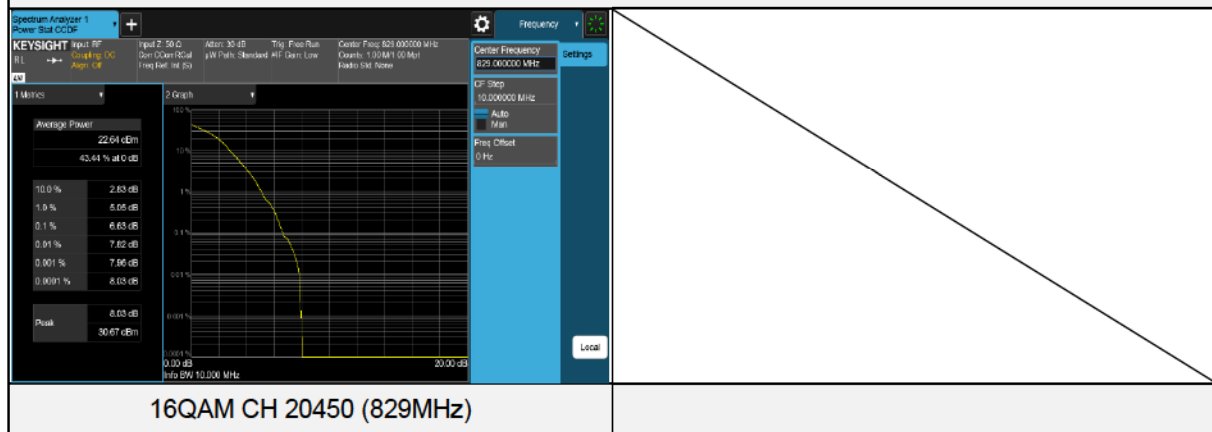 Spectrum Analyzer 1
Power Stat CCDF
+
Frequency
KEYSIGHT
Input: RF
Coupling: DC
Align: Off
Input Z: 50 Ω
Corr CCorr RCal
Freq Ref: Int (S)
Atten: 30 dB
µW Path: Standard
Trig: Free Run
#IF Gain: Low
Center Freq: 829.000000 MHz
Counts: 1.00 M/1.00 Mpt
Radio Std: None
R L
Center Frequency
829.000000 MHz
Settings
CF Step
10.000000 MHz
Auto
Man
Freq Offset
0 Hz
1 Metrics
2 Graph
Average Power
22.64 dBm
43.44 % at 0 dB
10.0 % 2.83 dB
1.0 % 5.05 dB
0.1 % 6.63 dB
0.01 % 7.82 dB
0.001 % 7.96 dB
0.0001 % 8.03 dB
Peak
8.03 dB
30.67 dBm
100 %
10 %
1 %
0.1 %
0.01 %
0.001 %
0.0001 %
0.00 dB
20.00 dB
Info BW 10.000 MHz
Local
16QAM CH 20450 (829MHz)